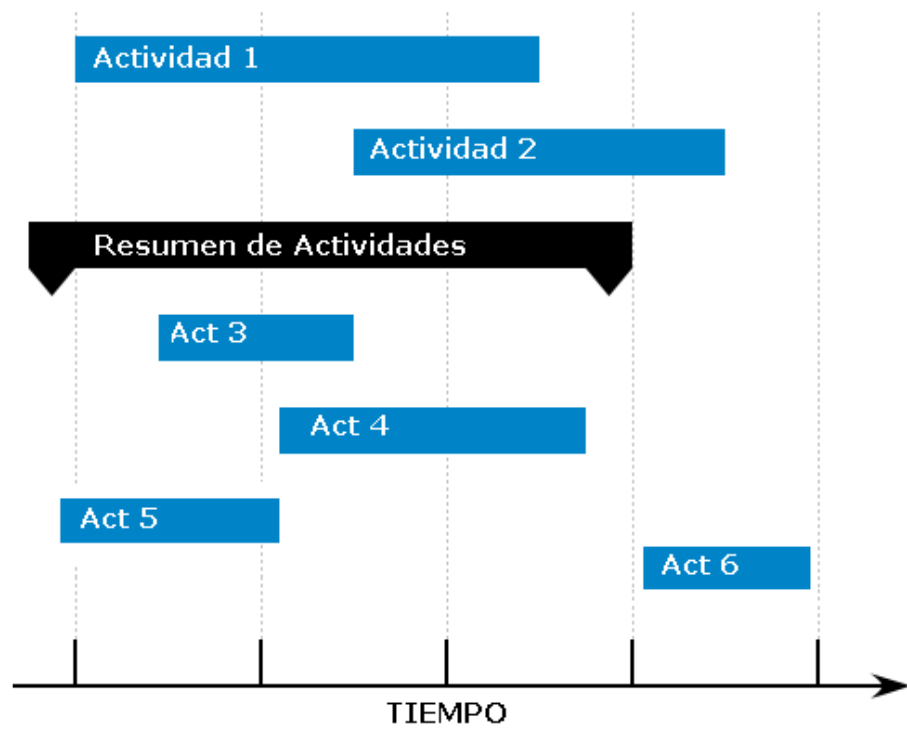 Actividad 1
Actividad 2
Resumen de Actividades
Act 3
Act 4
Act 5
Act 6
TIEMPO